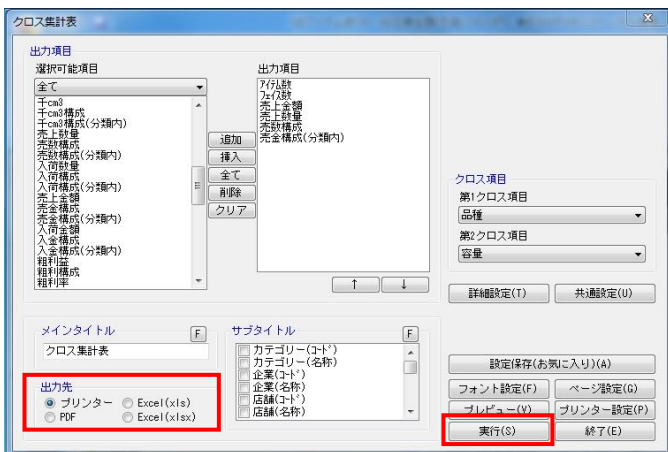 クロス集計表
出力項目
選択可能項目
全て
千cm3
千cm3構成
千cm3構成(分類内)
売上数量
売数構成
売数構成(分類内)
入荷数量
入荷構成
入荷構成(分類内)
売上金額
売金構成
売金構成(分類内)
入荷金額
入金構成
入金構成(分類内)
粗利益
粗利構成
粗利率
追加
挿入
全て
削除
クリア
出力項目
アイテム数
フェイス数
売上金額
売上数量
売数構成
売金構成(分類内)
↑
↓
クロス項目
第1クロス項目
品種
第2クロス項目
容量
詳細設定(T)
共通設定(U)
メインタイトル
F
クロス集計表
サブタイトル
F
カテゴリー(コード)
カテゴリー(名称)
企業(コード)
企業(名称)
店舗(コード)
店舗(名称)
出力先
プリンター
Excel(xls)
PDF
Excel(xlsx)
設定保存(お気に入り)(A)
フォント設定(F)
ページ設定(G)
プレビュー(V)
プリンター設定(P)
実行(S)
終了(E)